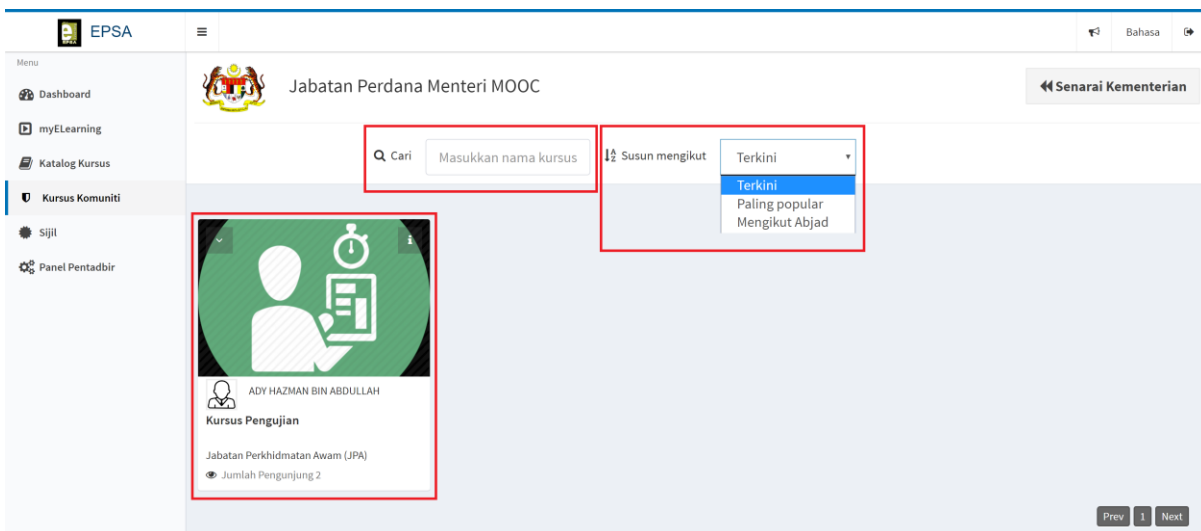 EPSA
Bahasa
Menu
Dashboard
myELearning
Katalog Kursus
Kursus Komuniti
Sijil
Panel Pentadbir
Jabatan Perdana Menteri MOOC
Senarai Kementerian
Cari
Masukkan nama kursus
Susun mengikut
Terkini
Terkini
Paling popular
Mengikut Abjad
ADY HAZMAN BIN ABDULLAH
Kursus Pengujian
Jabatan Perkhidmatan Awam (JPA)
Jumlah Pengunjung 2
Prev 1 Next